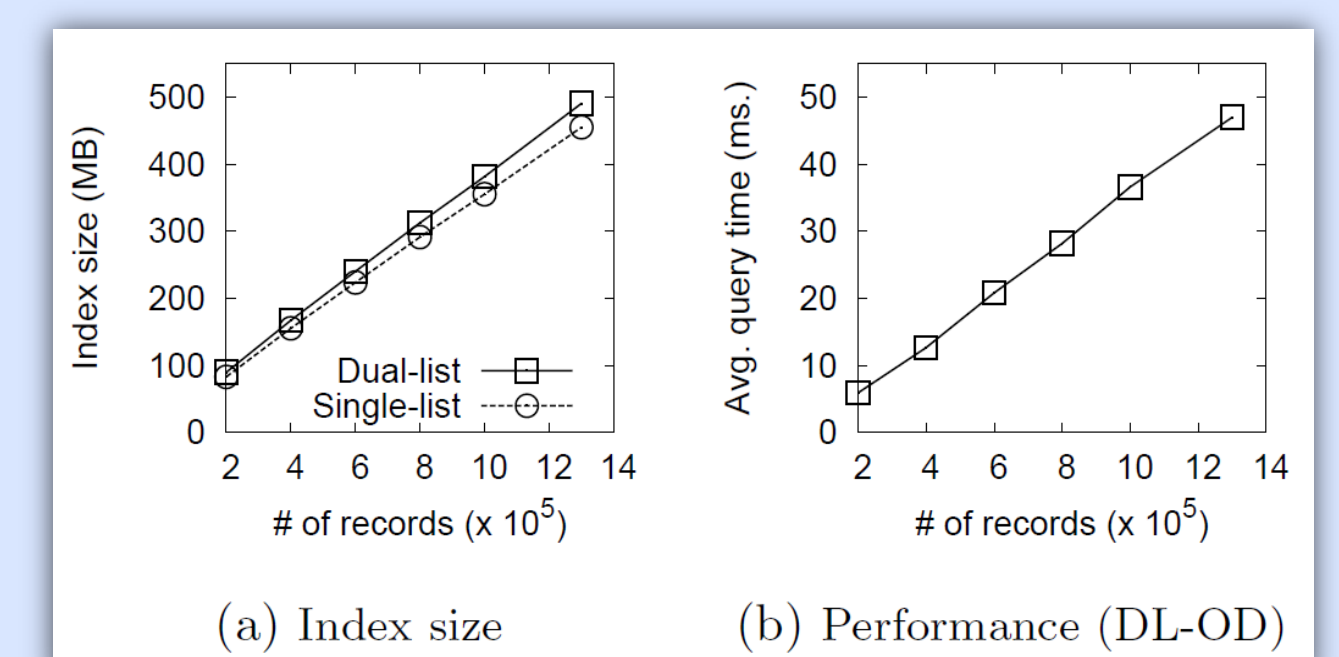 Index size (MB)
500
400
300
200
100
0
Dual-list
Single-list
2 4 6 8 10 12 14
# of records (x 10^5)
(a) Index size
Avg. query time (ms.)
50
40
30
20
10
0
2 4 6 8 10 12 14
# of records (x 10^5)
(b) Performance (DL-OD)